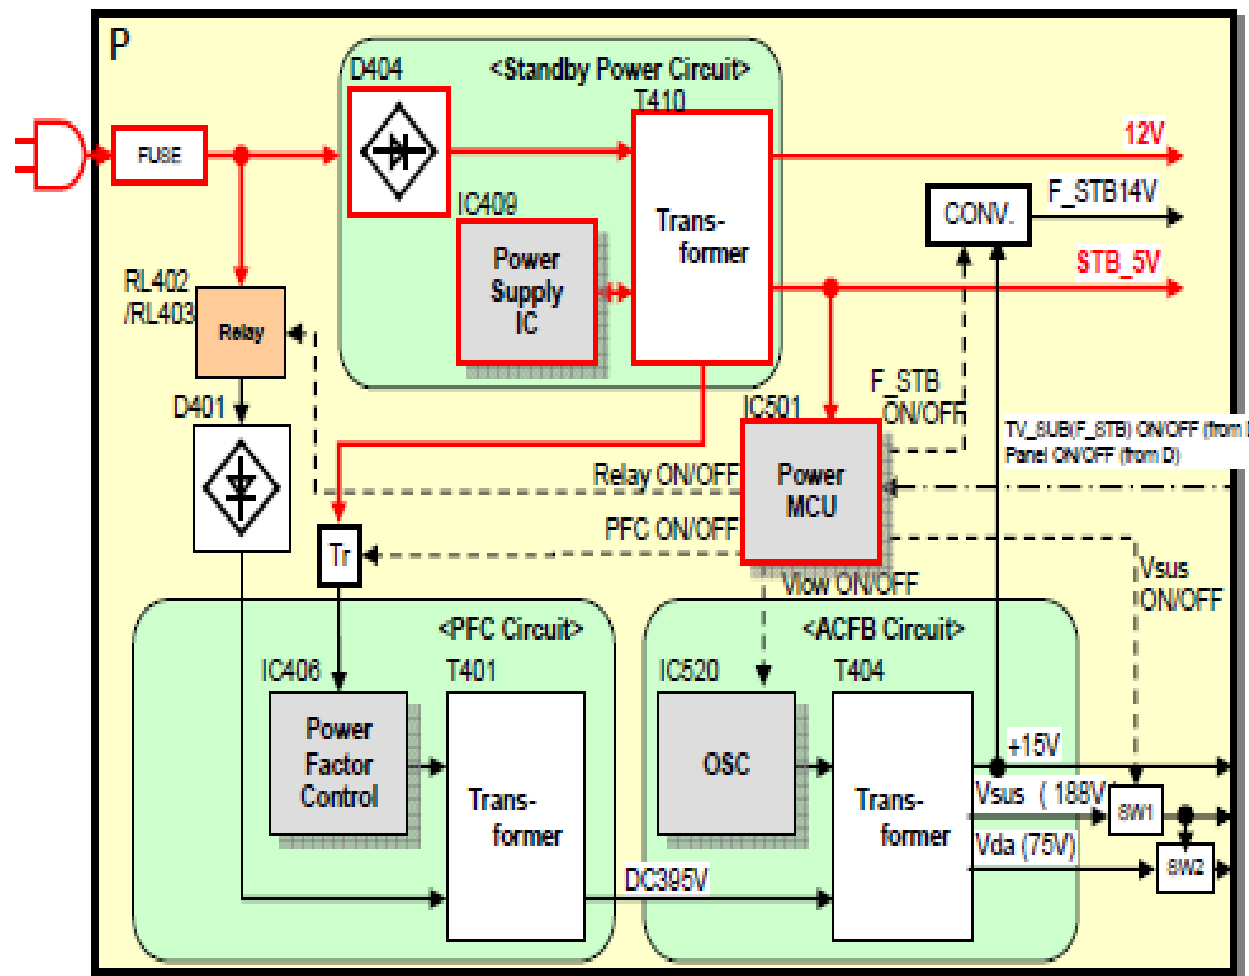 P
D404
<Standby Power Circuit>
T410
FUSE
12V
F_STB14V
CONV.
IC409
Trans-
former
Power
Supply
IC
STB_5V
RL402
/RL403
Relay
D401
F_STB
ON/OFF
IC501
TV_SUB(F_STB) ON/OFF (from
Panel ON/OFF (from D)
Power
MCU
Relay ON/OFF
PFC ON/OFF
Tr
Vlow ON/OFF
Vsus
ON/OFF
<PFC Circuit>
<ACFB Circuit>
IC406
T401
IC520
T404
Power
Factor
Control
OSC
Trans-
former
Trans-
former
+15V
Vsus ( 188V
SW1
Vda (75V)
SW2
DC395V